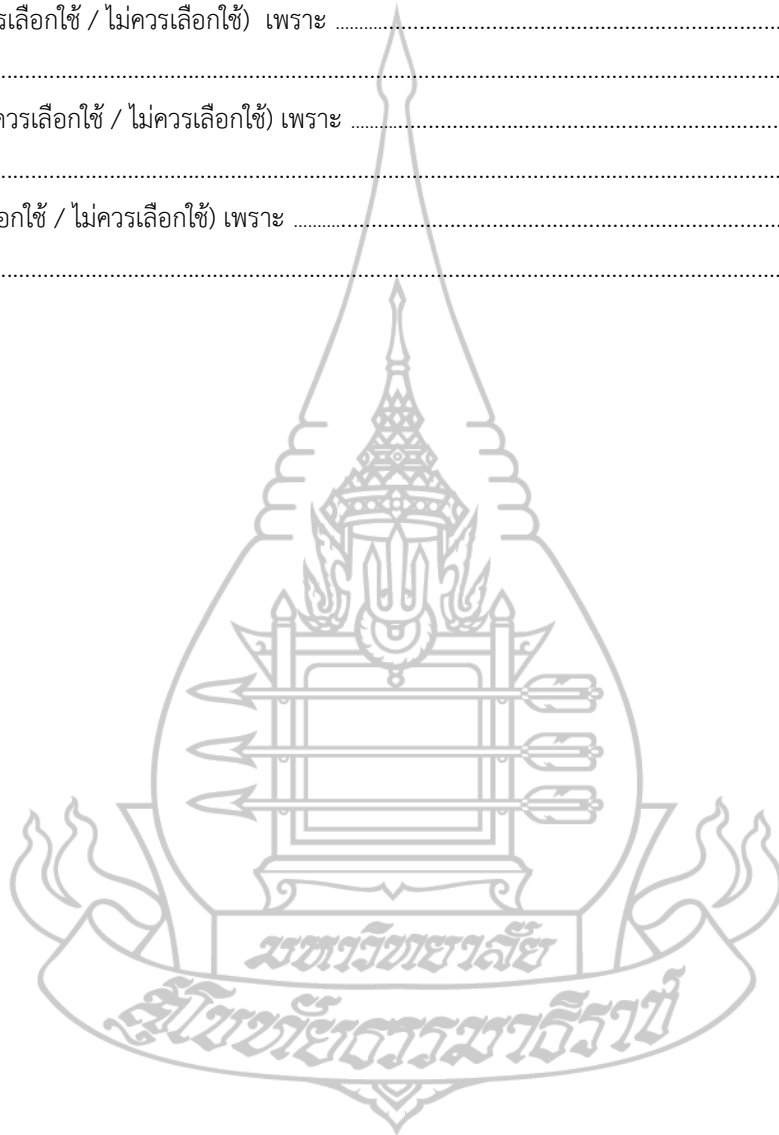 รเลือกใช้ / ไม่ควรเลือกใช้) เพราะ ................................................................
................................................................................................
ควรเลือกใช้ / ไม่ควรเลือกใช้) เพราะ ................................................................
................................................................................................
อกใช้ / ไม่ควรเลือกใช้) เพราะ ................................................................
................................................................................................
มหาวิทยาลัย
สุโขทัยธรรมาธิราช